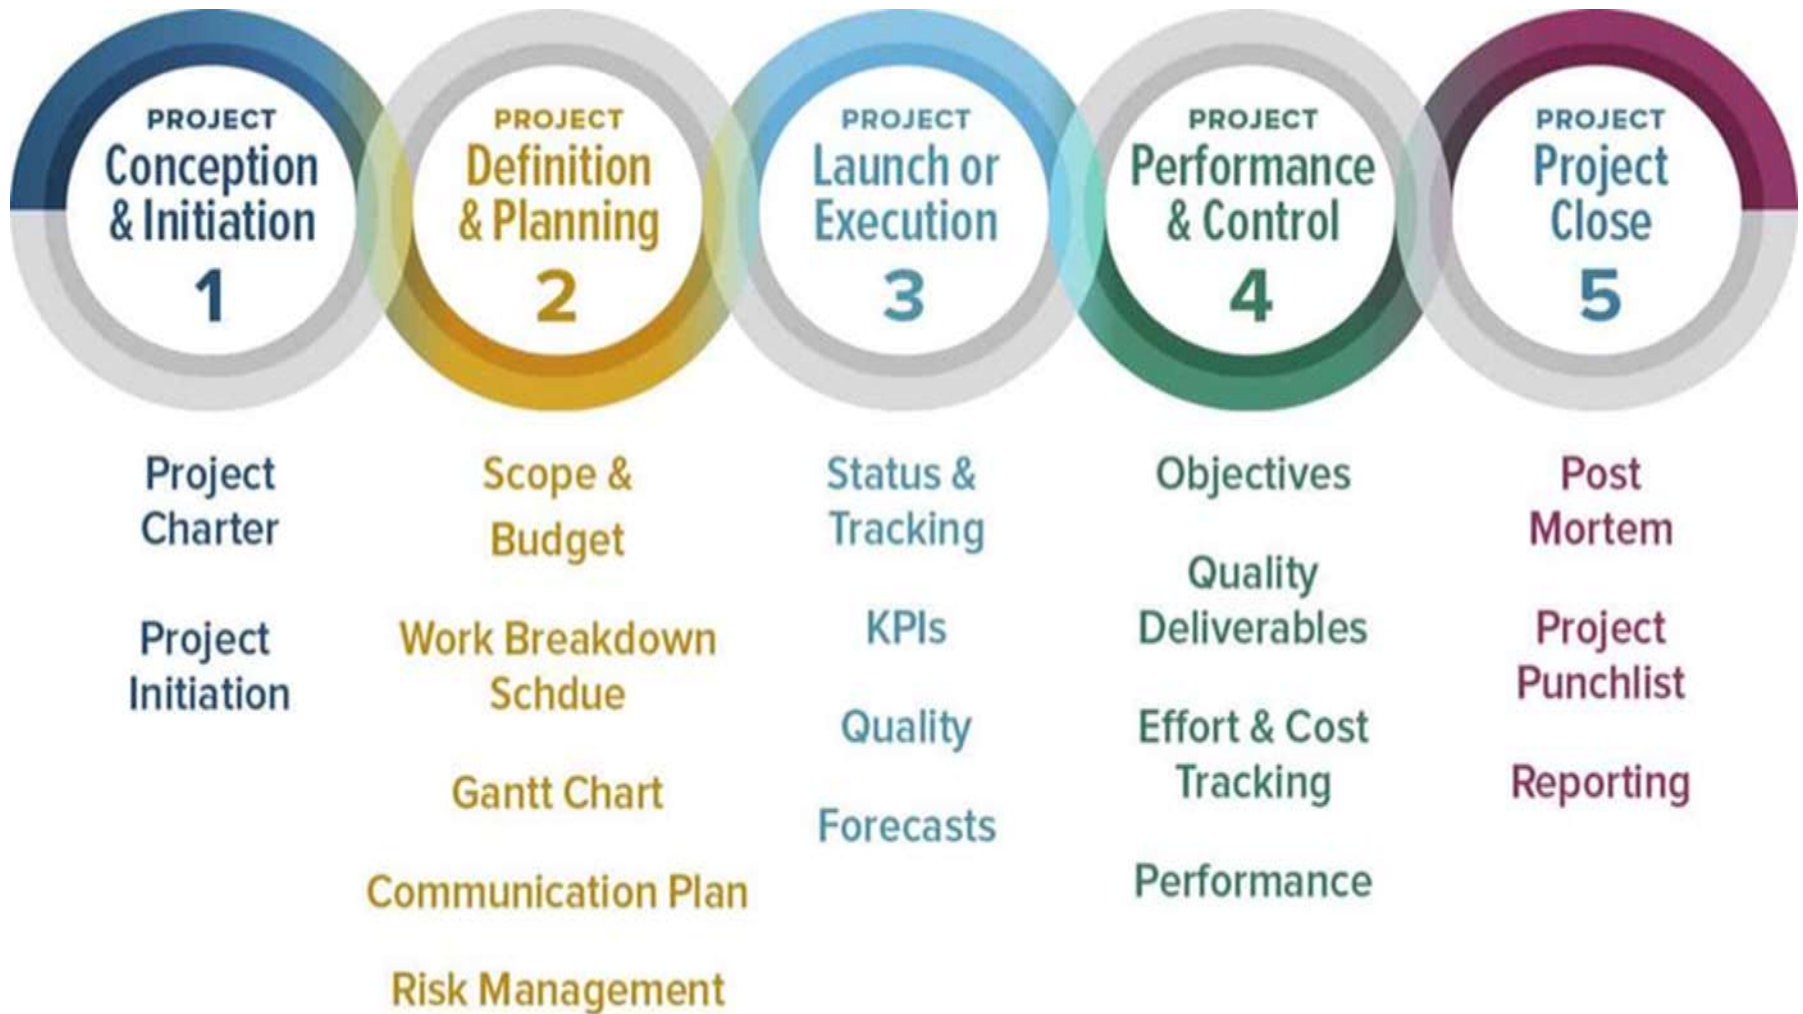 PROJECT
Conception
& Initiation
1
PROJECT
Definition
& Planning
2
PROJECT
Launch or
Execution
3
PROJECT
Performance
& Control
4
PROJECT
Project
Close
5
Project
Charter
Project
Initiation
Scope &
Budget
Work Breakdown
Schdue
Gantt Chart
Communication Plan
Risk Management
Status &
Tracking
KPIs
Quality
Forecasts
Objectives
Quality
Deliverables
Effort & Cost
Tracking
Performance
Post
Mortem
Project
Punchlist
Reporting